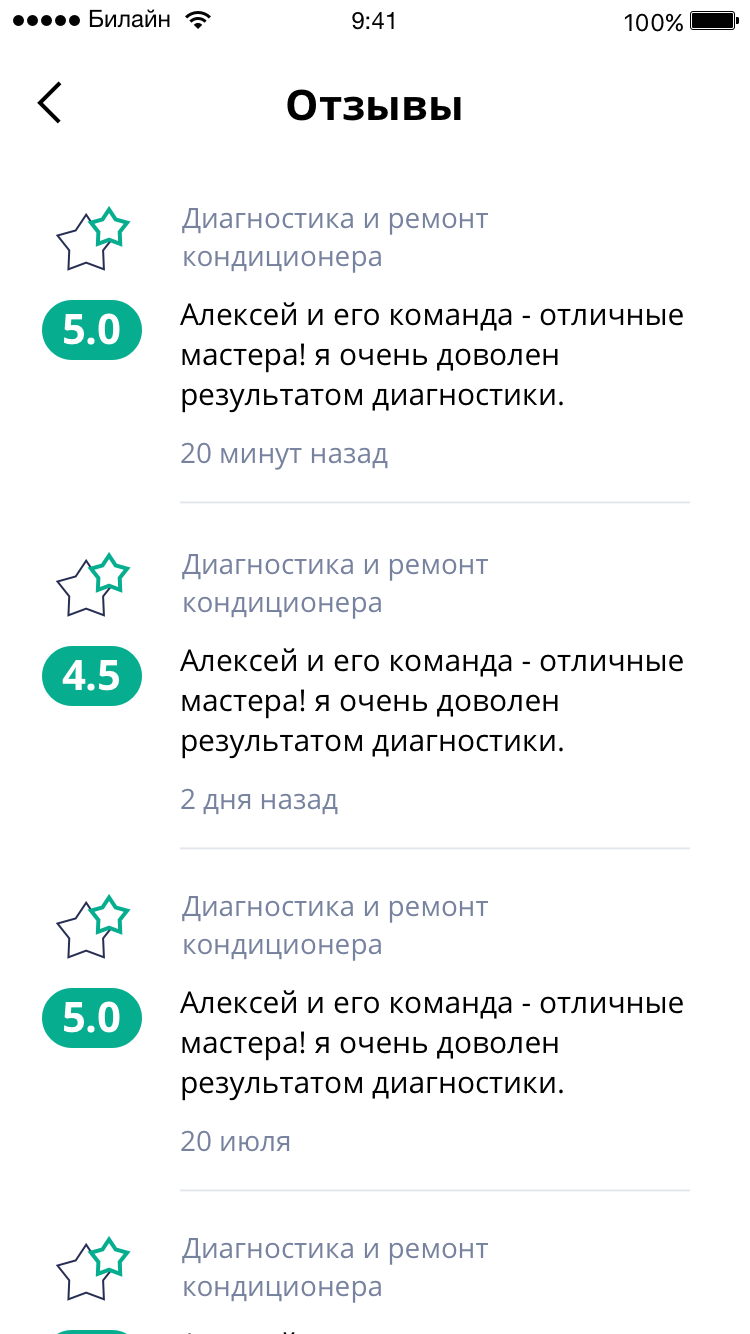 Билайн 9:41 100%
Отзывы
Диагностика и ремонт
кондиционера
5.0
Алексей и его команда - отличные
мастера! я очень доволен
результатом диагностики.
20 минут назад
Диагностика и ремонт
кондиционера
4.5
Алексей и его команда - отличные
мастера! я очень доволен
результатом диагностики.
2 дня назад
Диагностика и ремонт
кондиционера
5.0
Алексей и его команда - отличные
мастера! я очень доволен
результатом диагностики.
20 июля
Диагностика и ремонт
кондиционера